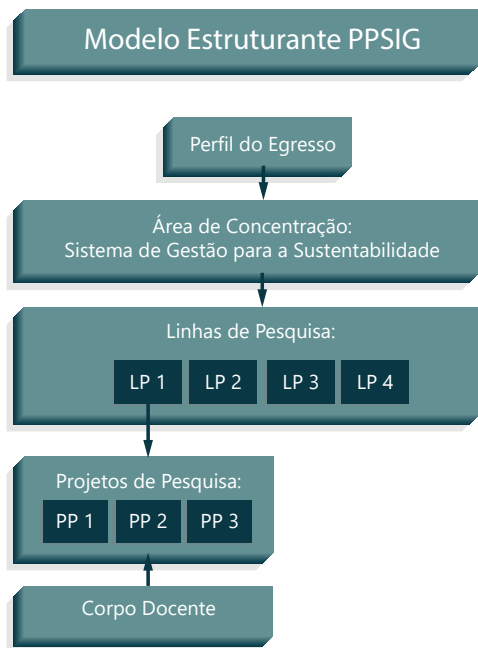 Modelo Estruturante PPSIG
Perfil do Egresso
Área de Concentração:
Sistema de Gestão para a Sustentabilidade
Linhas de Pesquisa:
LP 1 LP 2 LP 3 LP 4
Projetos de Pesquisa:
PP 1 PP 2 PP 3
Corpo Docente